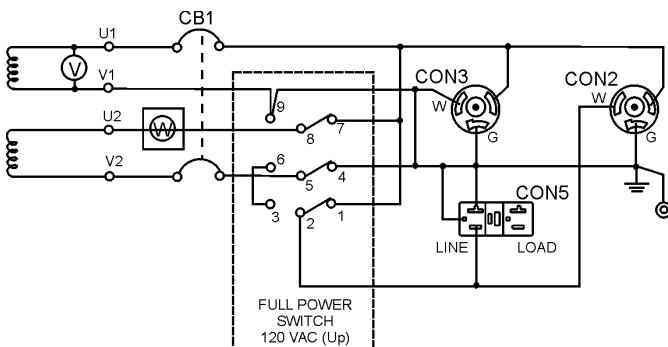 CB1
U1
V
V1
CON3
CON2
W
W
G
G
U2
W
9
8
7
V2
6
5
4
3
2
1
CON5
LINE
LOAD
FULL POWER
SWITCH
120 VAC (Up)